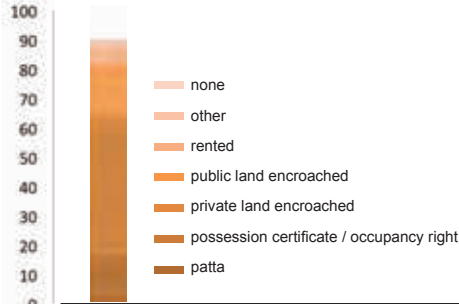 100
90
80
70
60
50
40
30
20
10
0
none
other
rented
public land encroached
private land encroached
possession certificate / occupancy right
patta